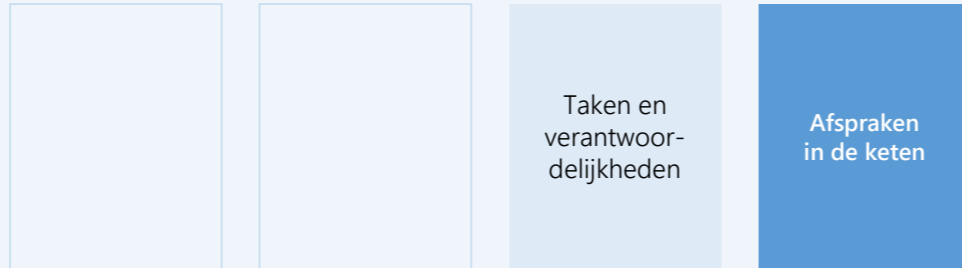 Taken en
verantwoor-
delijkheden
Afspraken
in de keten